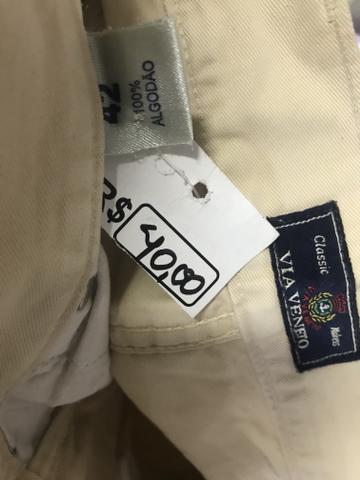 42
100%
ALGODÃO
R$
40,00
Classic
VIA VENETO